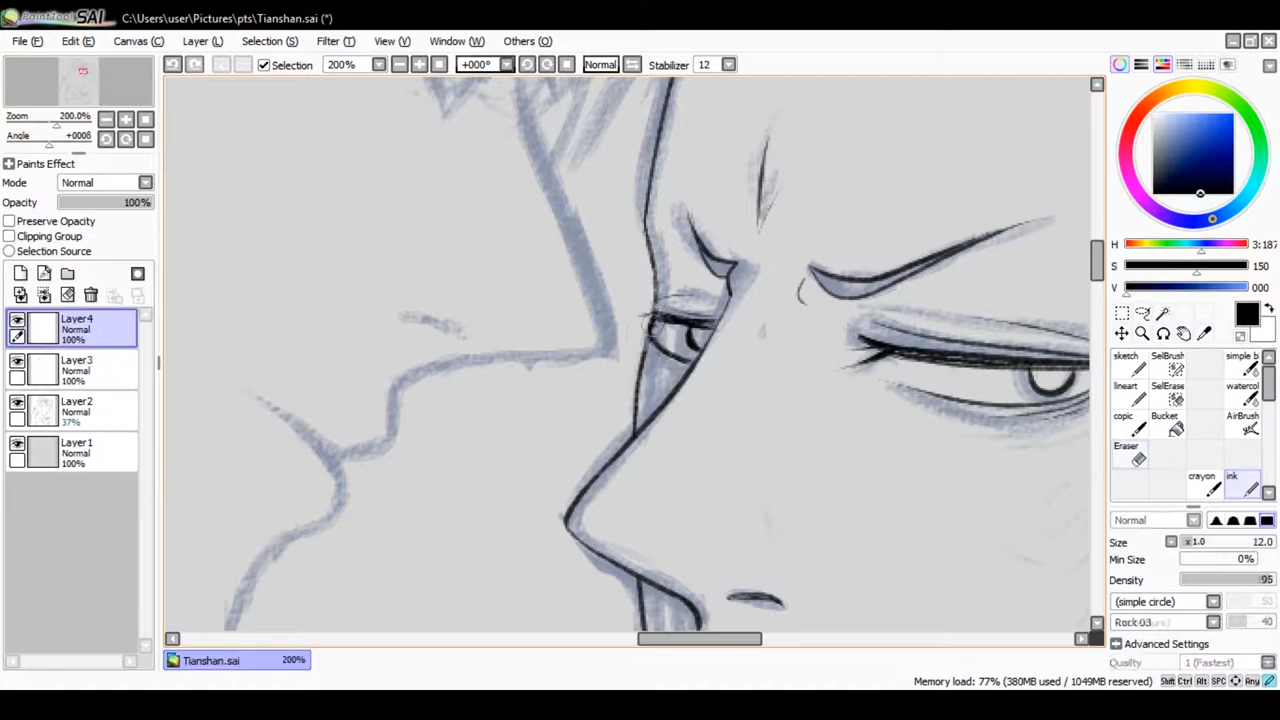 PaintTool SAI C:\Users\user\Pictures\pts\Tianshan.sai (*)
File (F) Edit (E) Canvas (C) Layer (L) Selection (S) Filter (T) View (V) Window (W) Others (O)
Selection 200% +000° Normal Stabilizer 12
Zoom 200.0%
Angle +000ß
Paints Effect
Mode Normal
Opacity 100%
Preserve Opacity
Clipping Group
Selection Source
Layer4
Normal
100%
Layer3
Normal
100%
Layer2
Normal
37%
Layer1
Normal
100%
H 3:187
S 150
V 000
sketch SelBrush simple b
lineart SelErase watercol
copic Bucket AirBrush
Eraser
crayon ink
Normal
Size x1.0 12.0
Min Size 0%
Density 95
(simple circle) 50
Rock 03 40
Advanced Settings
Quality 1 (Fastest)
Tianshan.sai 200%
Memory load: 77% (380MB used / 1049MB reserved) Shift Ctrl Alt SPC Any